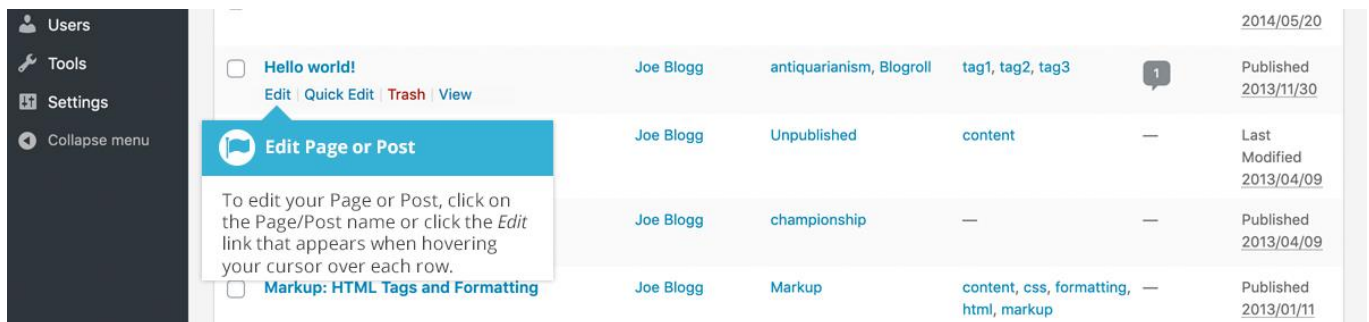 Users
Tools
Settings
Collapse menu
2014/05/20
Hello world! Joe Blogg antiquarianism, Blogroll tag1, tag2, tag3 1 Published
Edit | Quick Edit | Trash | View 2013/11/30
Edit Page or Post
To edit your Page or Post, click on
the Page/Post name or click the Edit
link that appears when hovering
your cursor over each row.
Joe Blogg Unpublished content — Last
Modified
2013/04/09
Joe Blogg championship — — Published
2013/04/09
Markup: HTML Tags and Formatting Joe Blogg Markup content, css, formatting, — Published
html, markup 2013/01/11